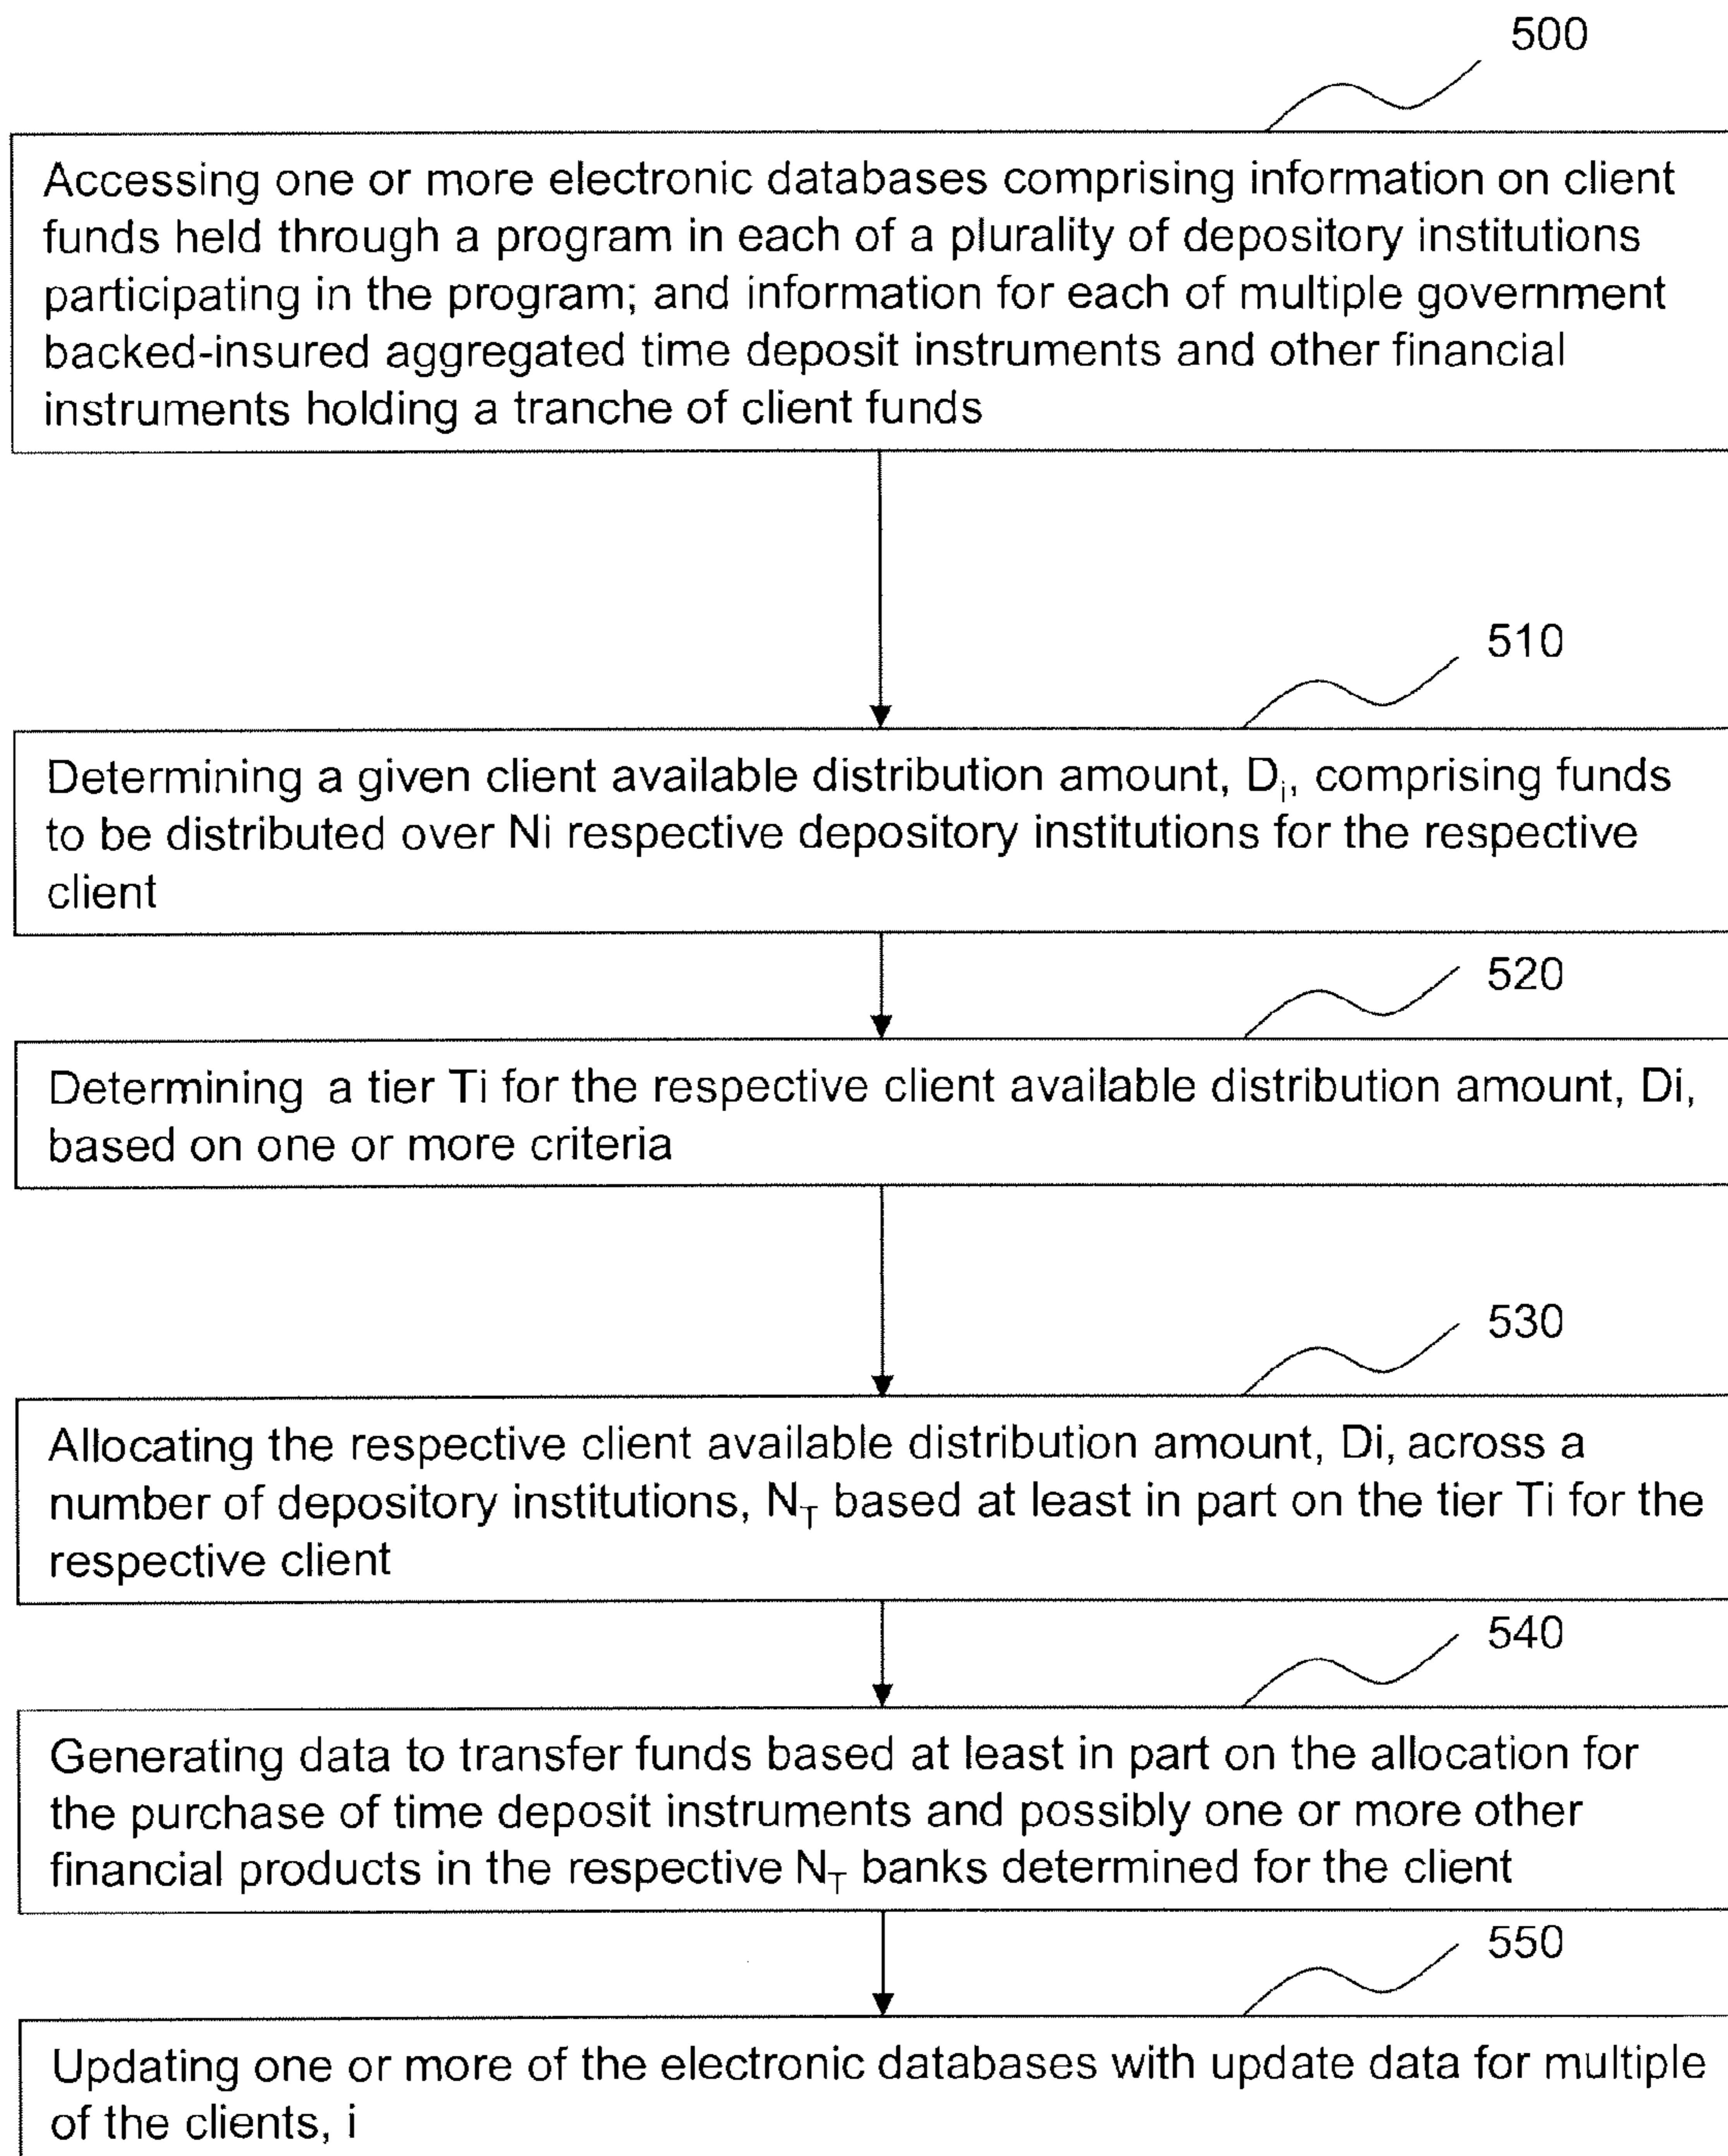 500
Accessing one or more electronic databases comprising information on client
funds held through a program in each of a plurality of depository institutions
participating in the program; and information for each of multiple government
backed-insured aggregated time deposit instruments and other financial
instruments holding a tranche of client funds
510
Determining a given client available distribution amount, Di, comprising funds
to be distributed over Ni respective depository institutions for the respective
client
520
Determining a tier Ti for the respective client available distribution amount, Di,
based on one or more criteria
530
Allocating the respective client available distribution amount, Di, across a
number of depository institutions, NT based at least in part on the tier Ti for the
respective client
540
Generating data to transfer funds based at least in part on the allocation for
the purchase of time deposit instruments and possibly one or more other
financial products in the respective NT banks determined for the client
550
Updating one or more of the electronic databases with update data for multiple
of the clients, i